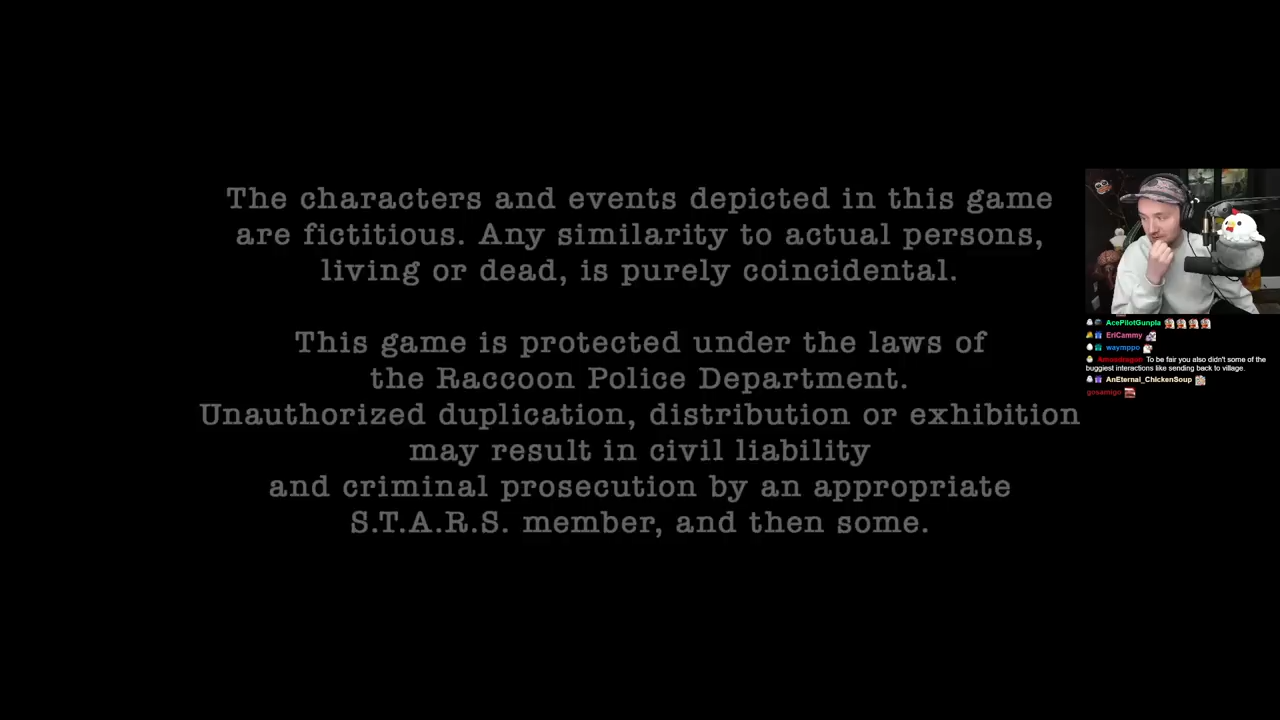 The characters and events depicted in this game
are fictitious. Any similarity to actual persons,
living or dead, is purely coincidental.
This game is protected under the laws of
the Raccoon Police Department.
Unauthorized duplication, distribution or exhibition
may result in civil liability
and criminal prosecution by an appropriate
S.T.A.R.S. member, and then some.
AcePilotGunpla
EriCammy
waymppo
To be fair you also didn't some of the
buggiest interactions like sending back to village.
AnEternal_ChickenSoup
gosamigo